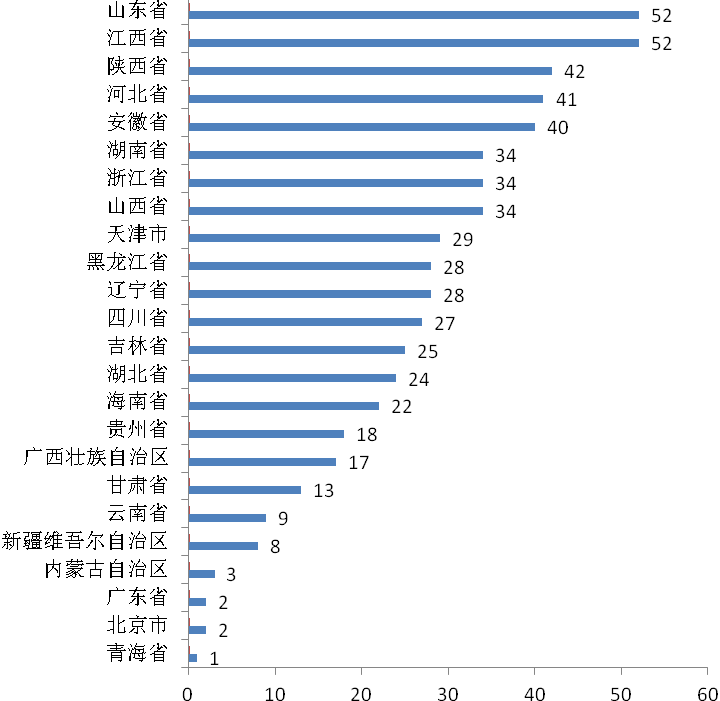 山东省 52
江西省 52
陕西省 42
河北省 41
安徽省 40
湖南省 34
浙江省 34
山西省 34
天津市 29
黑龙江省 28
辽宁省 28
四川省 27
吉林省 25
湖北省 24
海南省 22
贵州省 18
广西壮族自治区 17
甘肃省 13
云南省 9
新疆维吾尔自治区 8
内蒙古自治区 3
广东省 2
北京市 2
青海省 1
0 10 20 30 40 50 60